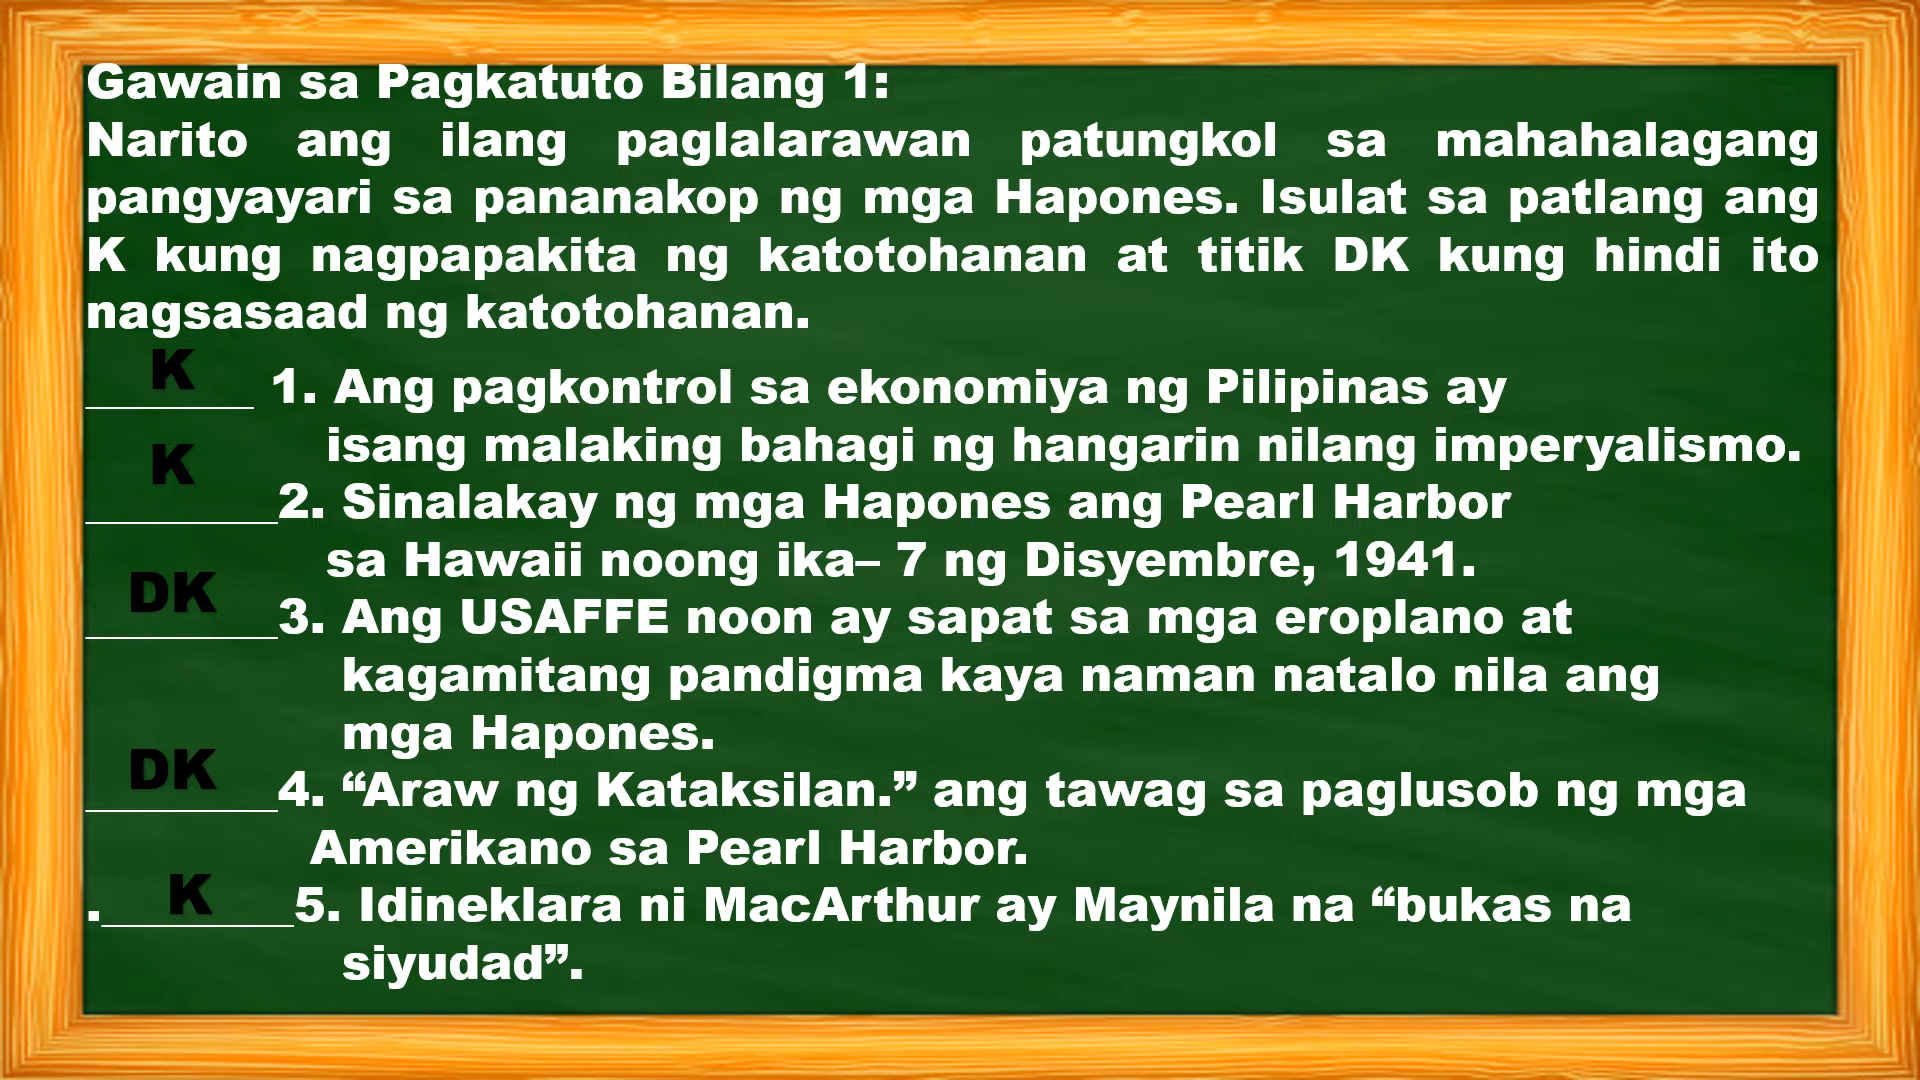 Gawain sa Pagkatuto Bilang 1:
Narito ang ilang paglalarawan patungkol sa mahahalagang
pangyayari sa pananakop ng mga Hapones. Isulat sa patlang ang
K kung nagpapakita ng katotohanan at titik DK kung hindi ito
nagsasaad ng katotohanan.
K
_______ 1. Ang pagkontrol sa ekonomiya ng Pilipinas ay
isang malaking bahagi ng hangarin nilang imperyalismo.
K
________2. Sinalakay ng mga Hapones ang Pearl Harbor
sa Hawaii noong ika– 7 ng Disyembre, 1941.
DK
________3. Ang USAFFE noon ay sapat sa mga eroplano at
kagamitang pandigma kaya naman natalo nila ang
mga Hapones.
DK
________4. “Araw ng Kataksilan.” ang tawag sa paglusob ng mga
Amerikano sa Pearl Harbor.
K
.________5. Idineklara ni MacArthur ay Maynila na “bukas na
siyudad”.